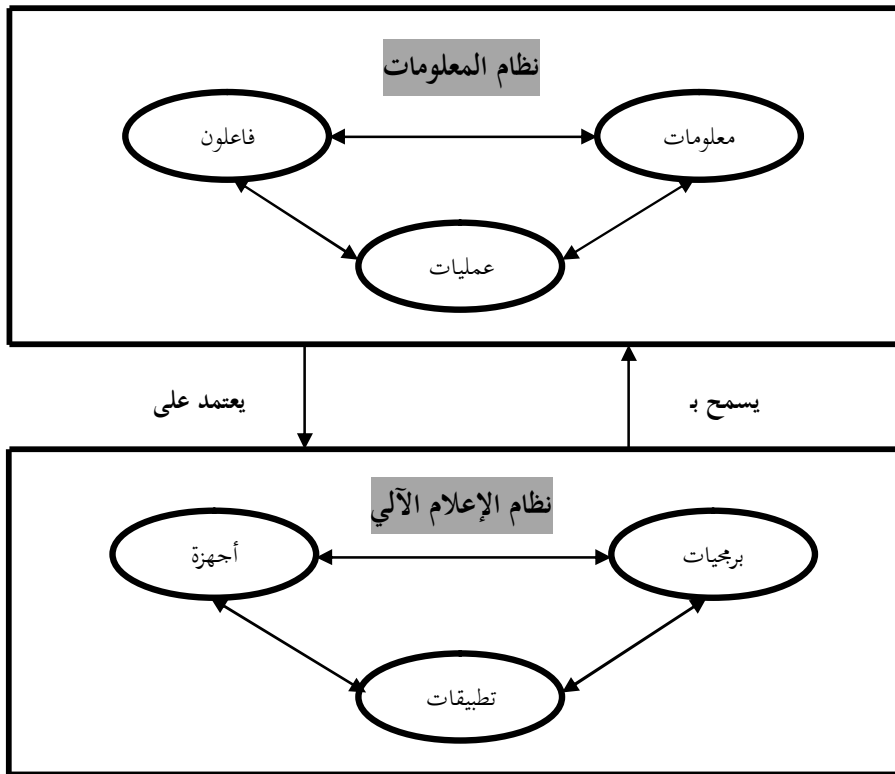 نظام المعلومات
معلومات
فاعلون
عمليات
يسمح بـ
يعتمد على
نظام الإعلام الآلي
برمجيات
أجهزة
تطبيقات